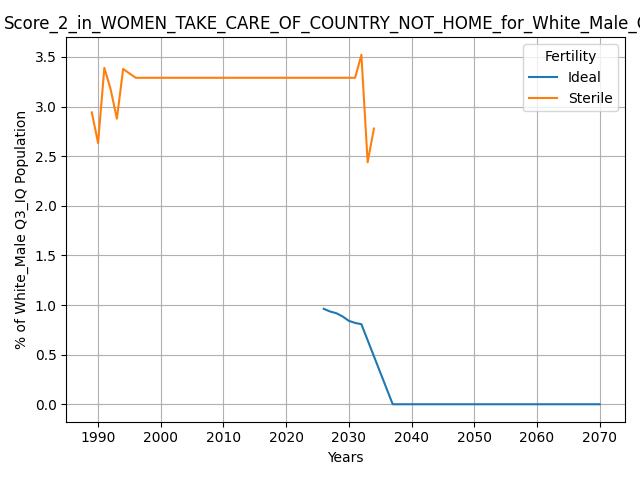 Score_2_in_WOMEN_TAKE_CARE_OF_COUNTRY_NOT_HOME_for_White_Male_
Fertility
Ideal
Sterile
% of White_Male Q3_IQ Population
3.5
3.0
2.5
2.0
1.5
1.0
0.5
0.0
1990 2000 2010 2020 2030 2040 2050 2060 2070
Years